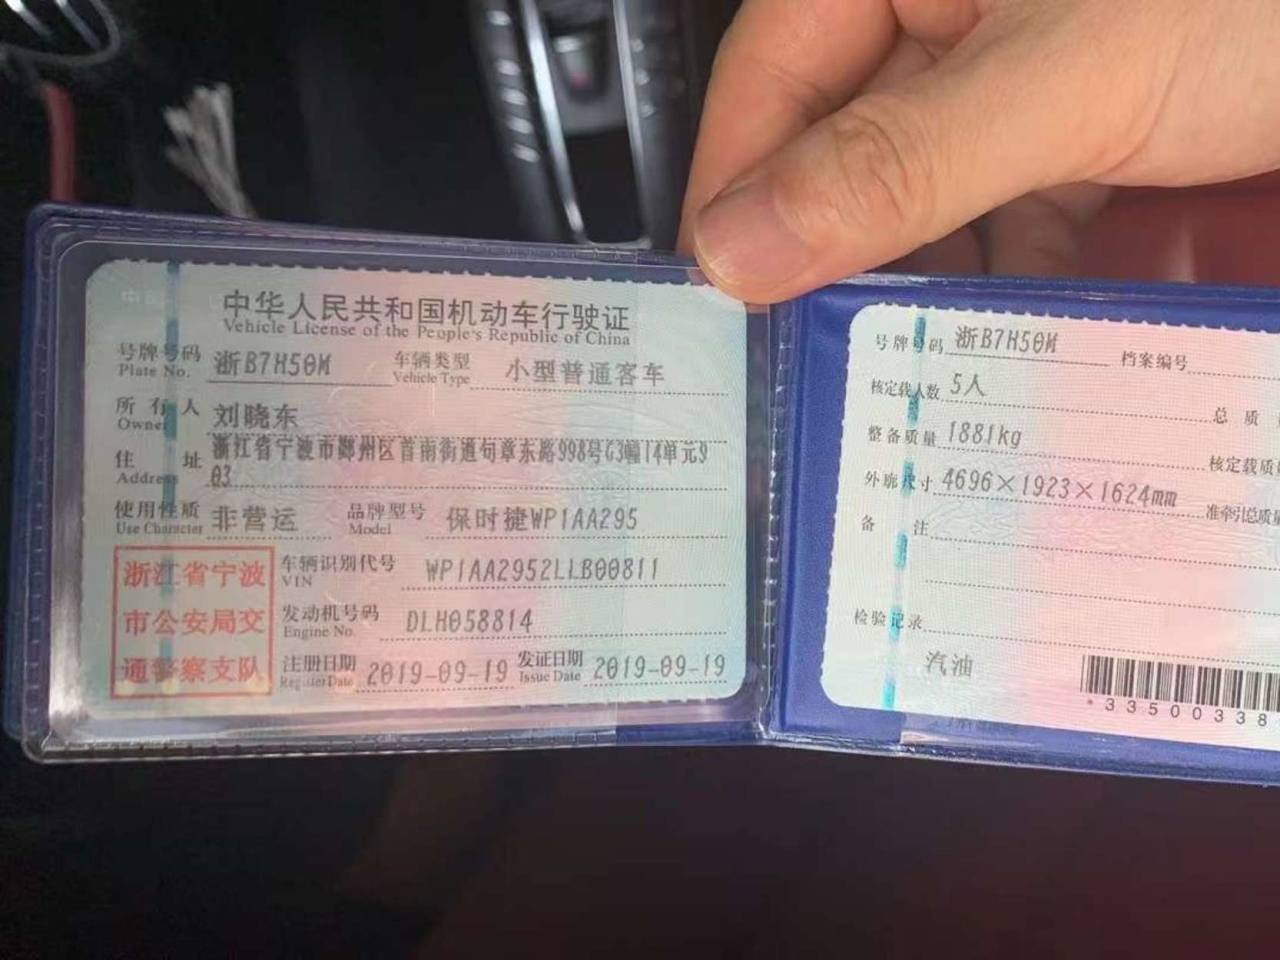 中华人民共和国机动车行驶证
Vehicle License of the People's Republic of China
号牌号码 浙B7H50M 车辆类型 小型普通客车
Plate No. Vehicle Type
所有人 刘晓东
Owner
住址 浙江省宁波市鄞州区首南街道句章东路998号G3幢14单元9
Address 03
使用性质 非营运 品牌型号 保时捷WP1AA295
Use Character Model
浙江省宁波
市公安局交
通警察支队
车辆识别代号 WP1AA2952LLB00811
VIN
发动机号码 DLH058814
Engine No.
注册日期 2019-09-19 发证日期 2019-09-19
Register Date Issue Date
号牌号码 浙B7H50M 档案编号
核定载人数 5人 总质
整备质量 1881kg 核定载质
外廓尺寸 4696×1923×1624mm 准牵引总质
备注
检验记录
汽油
*33500338